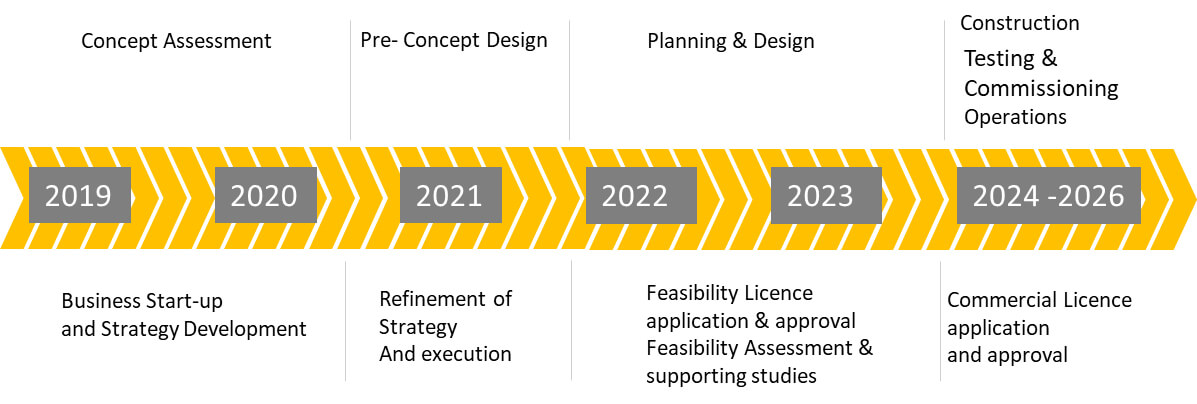 Concept Assessment
Pre- Concept Design
Planning & Design
Construction
Testing &
Commissioning
Operations
2019
2020
2021
2022
2023
2024 -2026
Business Start-up
and Strategy Development
Refinement of
Strategy
And execution
Feasibility Licence
application & approval
Feasibility Assessment &
supporting studies
Commercial Licence
application
and approval